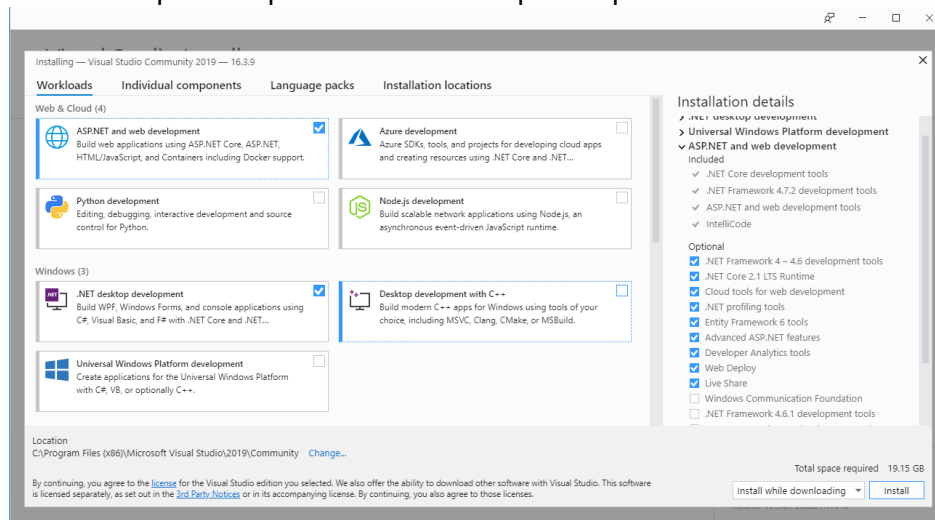 Installing — Visual Studio Community 2019 — 16.3.9
Workloads Individual components Language packs Installation locations
Web & Cloud (4)
ASP.NET and web development
Build web applications using ASP.NET Core, ASP.NET,
HTML/JavaScript, and Containers including Docker support.
Azure development
Azure SDKs, tools, and projects for developing cloud apps
and creating resources using .NET Core and .NET...
Python development
Editing, debugging, interactive development and source
control for Python.
Node.js development
Build scalable network applications using Node.js, an
asynchronous event-driven JavaScript runtime.
Windows (3)
.NET desktop development
Build WPF, Windows Forms, and console applications using
C#, Visual Basic, and F# with .NET Core and .NET...
Desktop development with C++
Build modern C++ apps for Windows using tools of your
choice, including MSVC, Clang, CMake, or MSBuild.
Universal Windows Platform development
Create applications for the Universal Windows Platform
with C#, VB, or optionally C++.
Installation details
.NET desktop development
Universal Windows Platform development
ASP.NET and web development
Included
.NET Core development tools
.NET Framework 4.7.2 development tools
ASP.NET and web development tools
IntelliCode
Optional
.NET Framework 4 – 4.6 development tools
.NET Core 2.1 LTS Runtime
Cloud tools for web development
.NET profiling tools
Entity Framework 6 tools
Advanced ASP.NET features
Developer Analytics tools
Web Deploy
Live Share
Windows Communication Foundation
.NET Framework 4.6.1 development tools
Location
C:\Program Files (x86)\Microsoft Visual Studio\2019\Community Change...
Total space required 19.15 GB
By continuing, you agree to the license for the Visual Studio edition you selected. We also offer the ability to download other software with Visual Studio. This software
is licensed separately, as set out in the 3rd Party Notices or in its accompanying license. By continuing, you also agree to those licenses.
Install while downloading Install